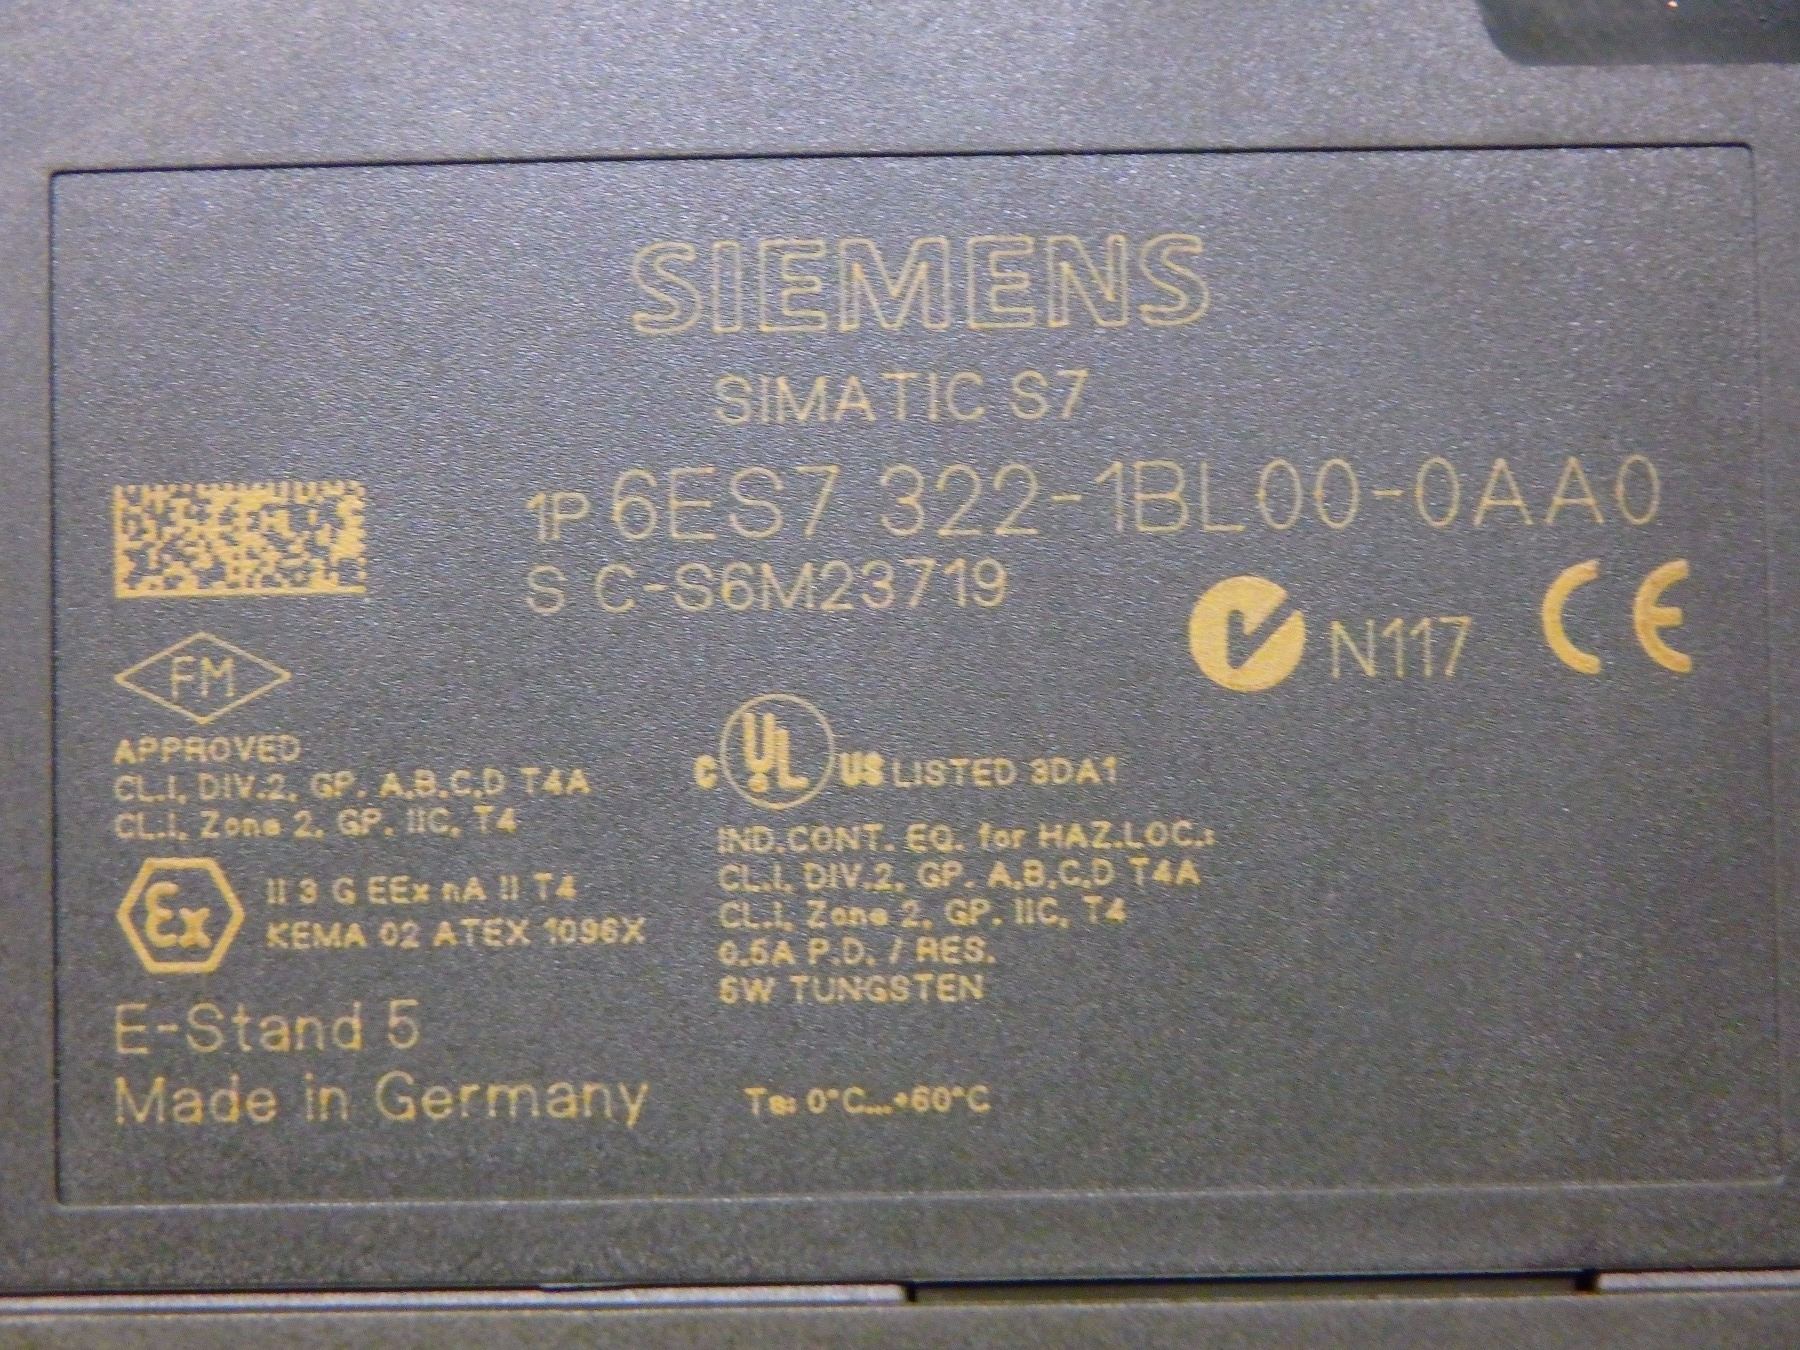 SIEMENS
SIMATIC S7
1P 6ES7 322-1BL00-0AA0
S C-S6M23719
N117 CE
FM
APPROVED
CL.I, DIV.2, GP. A,B,C,D T4A
CL.I, Zone 2, GP. IIC, T4
Ex
II 3 G EEx nA II T4
KEMA 02 ATEX 1096X
C UL US LISTED 3DA1
IND.CONT. EQ. for HAZ.LOC.:
CL.I, DIV.2, GP. A,B,C,D T4A
CL.I, Zone 2, GP. IIC, T4
0.5A P.D. / RES.
5W TUNGSTEN
E-Stand 5
Made in Germany
Ta: 0°C...+60°C